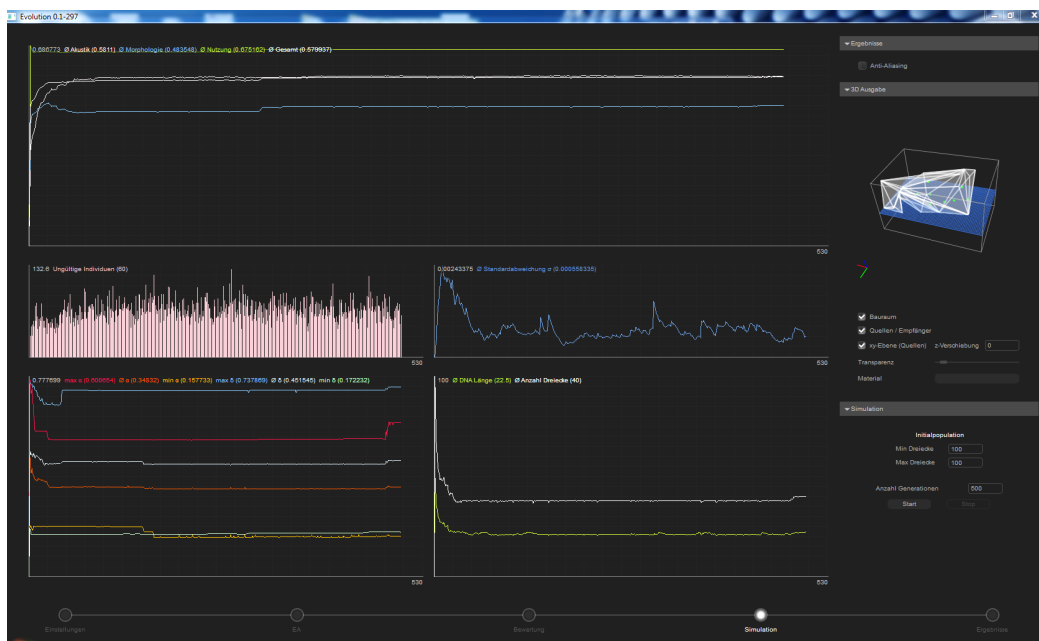 Evolution 0.1-297
0.686773 Ø Akustik (0.5811) Ø Morphologie (0.483548) Ø Nutzung (0.675162) Ø Gesamt (0.579937)
530
132.6 Ungültige Individuen (60)
530
0.00243375 Ø Standardabweichung σ (0.000558335)
530
0.777699 max α (0.600654) Ø α (0.34832) min α (0.157733) max δ (0.737869) Ø δ (0.451545) min δ (0.172232)
530
100 Ø DNA Länge (22.5) Ø Anzahl Dreiecke (40)
530
Ergebnisse
Anti-Aliasing
3D Ausgabe
Bauraum
Quellen / Empfänger
xy-Ebene (Quellen) z-Verschiebung 0
Transparenz
Material
Simulation
Initialpopulation
Min Dreiecke 100
Max Dreiecke 100
Anzahl Generationen 500
Start Stop
Einstellungen EA Bewertung Simulation Ergebnisse